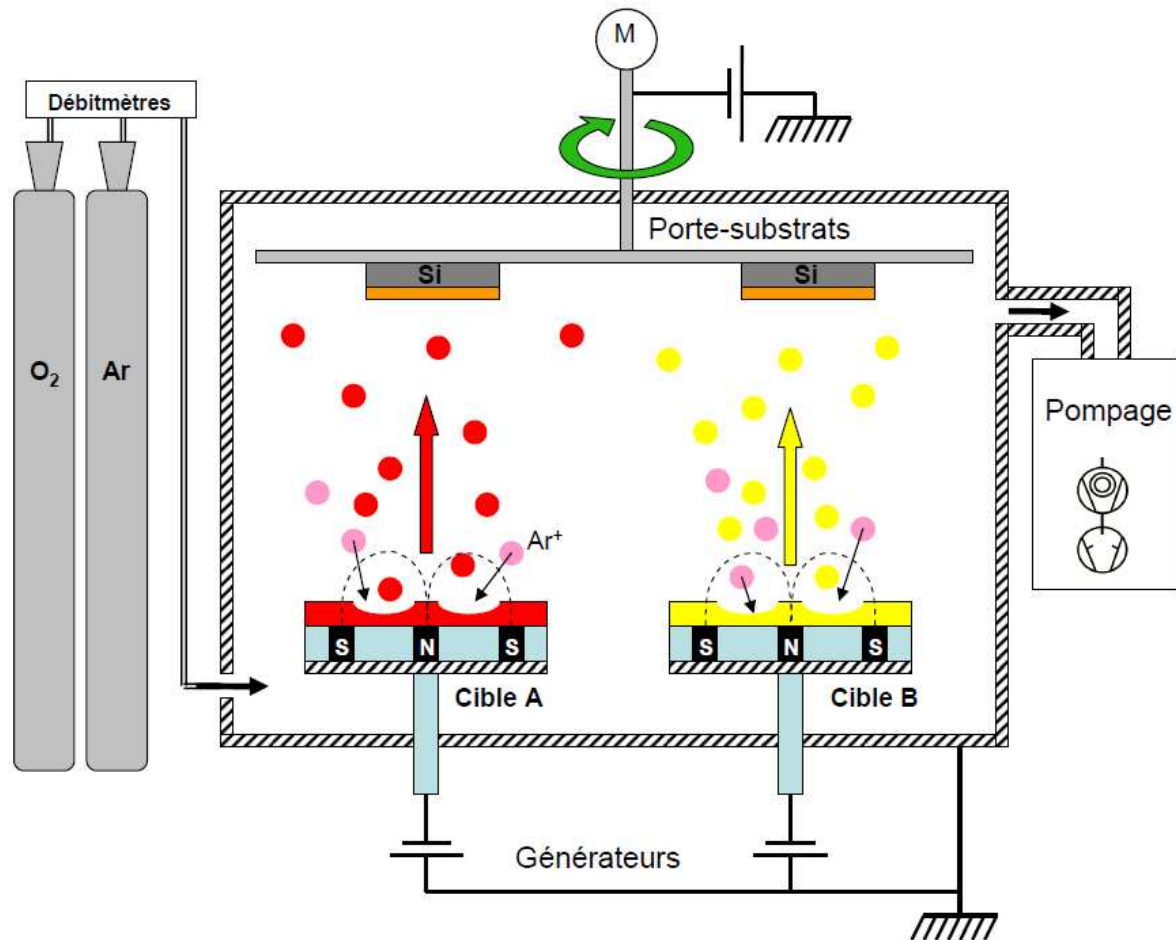 M
Débitmètres
Porte-substrats
Si
Si
O₂
Ar
Pompage
Ar⁺
S
N
S
S
N
S
Cible A
Cible B
Générateurs